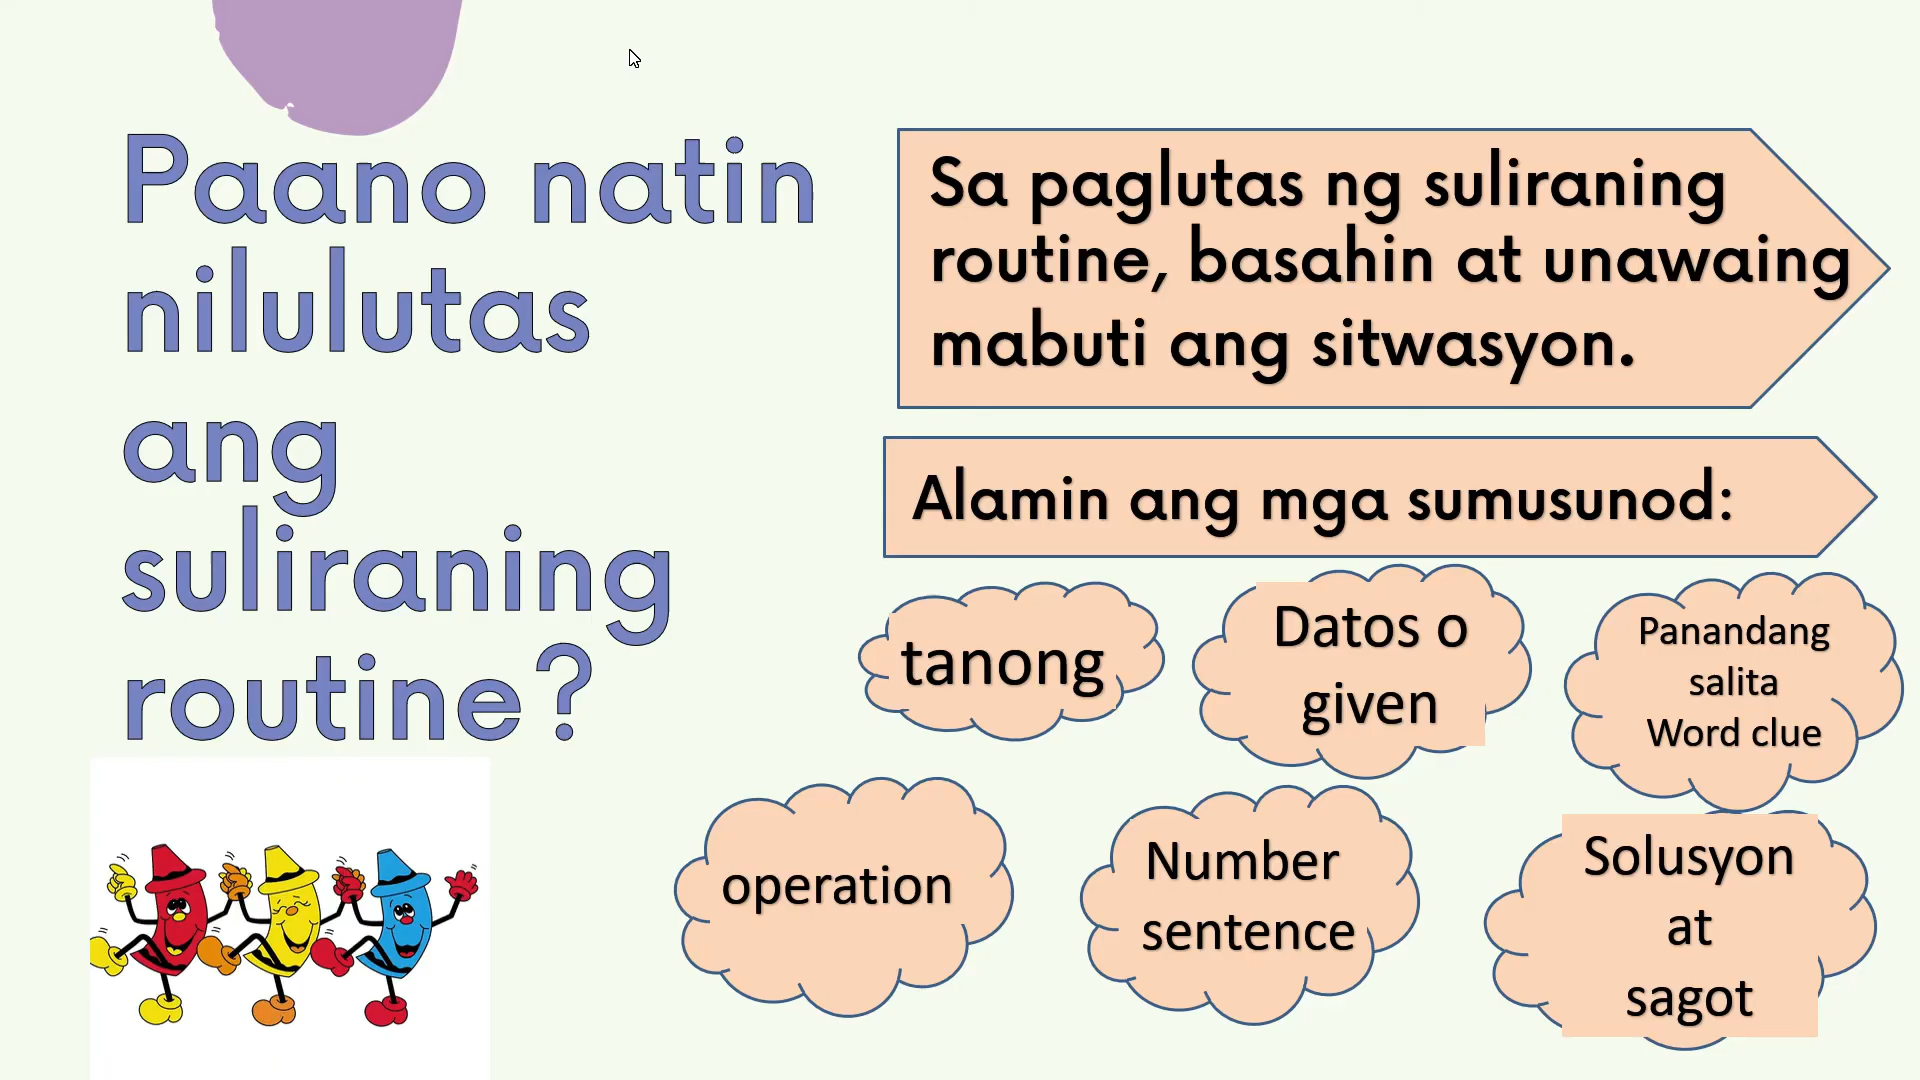 Paano natin
nilulutas
ang
suliraning
routine?
Sa paglutas ng suliraning
routine, basahin at unawaing
mabuti ang sitwasyon.
Alamin ang mga sumusunod:
tanong
Datos o
given
Panandang
salita
Word clue
operation
Number
sentence
Solusyon
at
sagot